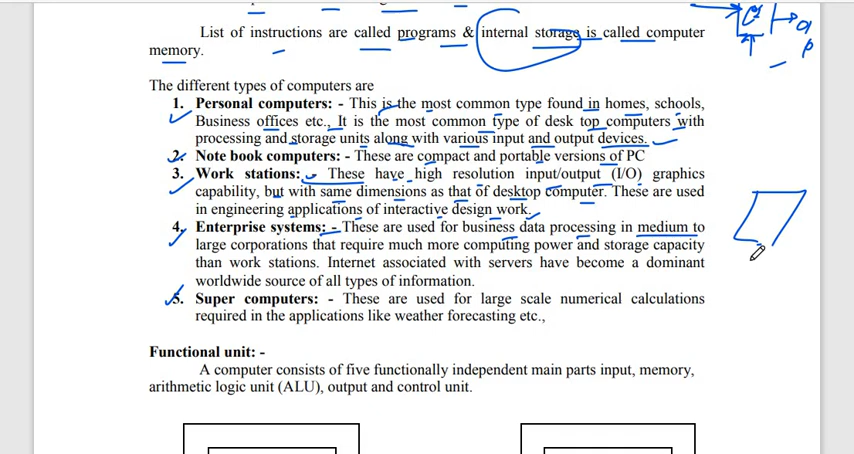 List of instructions are called programs & internal storage is called computer
memory.
The different types of computers are
1. Personal computers: - This is the most common type found in homes, schools,
Business offices etc., It is the most common type of desk top computers with
processing and storage units along with various input and output devices.
2. Note book computers: - These are compact and portable versions of PC
3. Work stations: - These have high resolution input/output (I/O) graphics
capability, but with same dimensions as that of desktop computer. These are used
in engineering applications of interactive design work.
4. Enterprise systems: - These are used for business data processing in medium to
large corporations that require much more computing power and storage capacity
than work stations. Internet associated with servers have become a dominant
worldwide source of all types of information.
5. Super computers: - These are used for large scale numerical calculations
required in the applications like weather forecasting etc.,
Functional unit: -
A computer consists of five functionally independent main parts input, memory,
arithmetic logic unit (ALU), output and control unit.